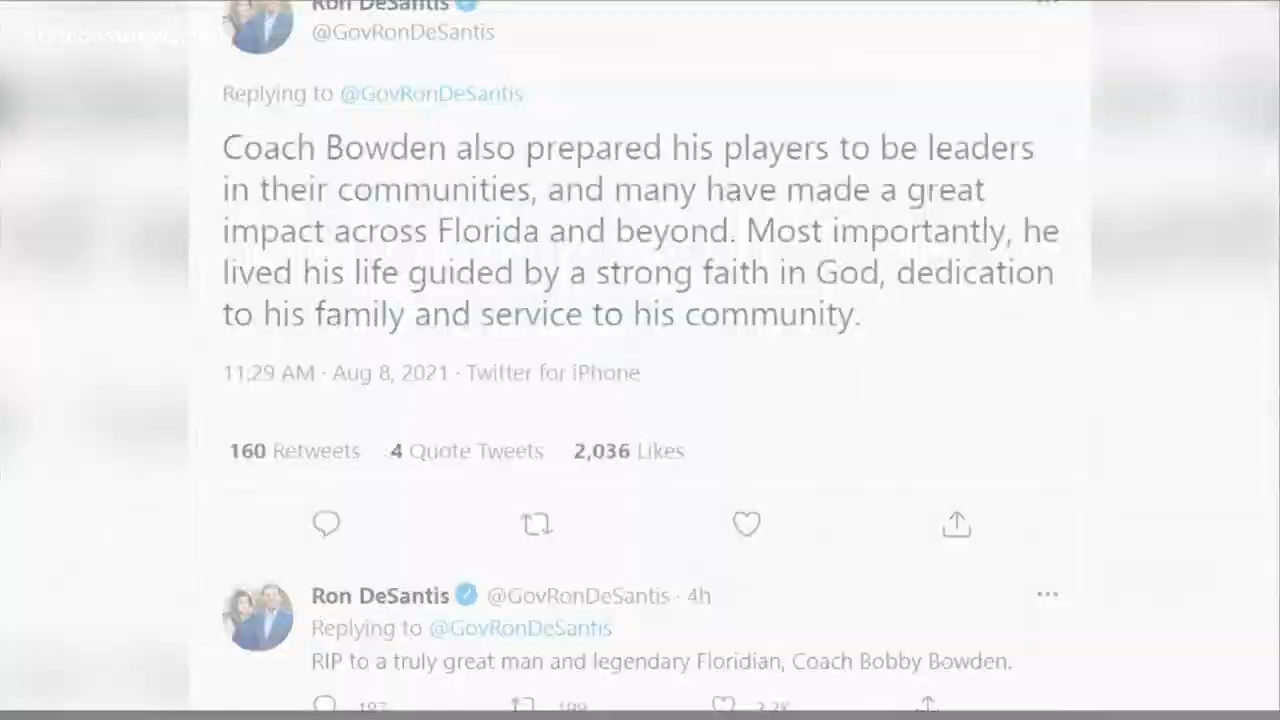 Ron DeSantis
@GovRonDeSantis
Replying to @GovRonDeSantis
Coach Bowden also prepared his players to be leaders
in their communities, and many have made a great
impact across Florida and beyond. Most importantly, he
lived his life guided by a strong faith in God, dedication
to his family and service to his community.
11:29 AM · Aug 8, 2021 · Twitter for iPhone
160 Retweets 4 Quote Tweets 2,036 Likes
Ron DeSantis @GovRonDeSantis · 4h
Replying to @GovRonDeSantis
RIP to a truly great man and legendary Floridian, Coach Bobby Bowden.